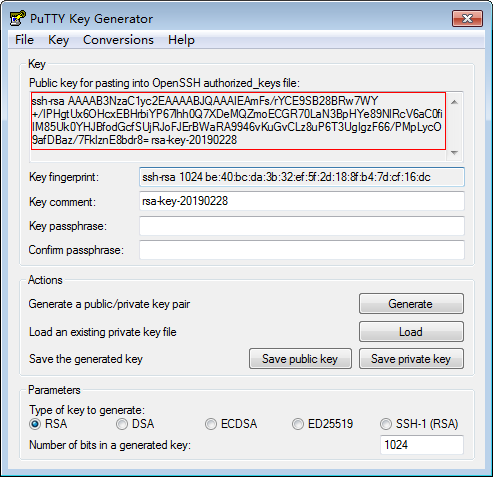 PuTTY Key Generator
File Key Conversions Help
Key
Public key for pasting into OpenSSH authorized_keys file:
ssh-rsa AAAAB3NzaC1yc2EAAAABJQAAAIEAmFs/rYCE9SB28BRw7WY
+/IPHgtUx6OHcxEBHrbiYP67lhh0Q7XDeMQZmoECGR70LaN3BpHYe89NIRcV6aC0fi
IM85Uk0YHJBfodGcfSUjRJoFJErBWaRA9946vKuGvCLz8uP6T3UgIgzF66/PMpLycO
9afDBaz/7FklznE8bdr8= rsa-key-20190228
Key fingerprint: ssh-rsa 1024 be:40:bc:da:3b:32:ef:5f:2d:18:8f:b4:7d:cf:16:dc
Key comment: rsa-key-20190228
Key passphrase:
Confirm passphrase:
Actions
Generate a public/private key pair Generate
Load an existing private key file Load
Save the generated key Save public key Save private key
Parameters
Type of key to generate:
RSA DSA ECDSA ED25519 SSH-1 (RSA)
Number of bits in a generated key: 1024